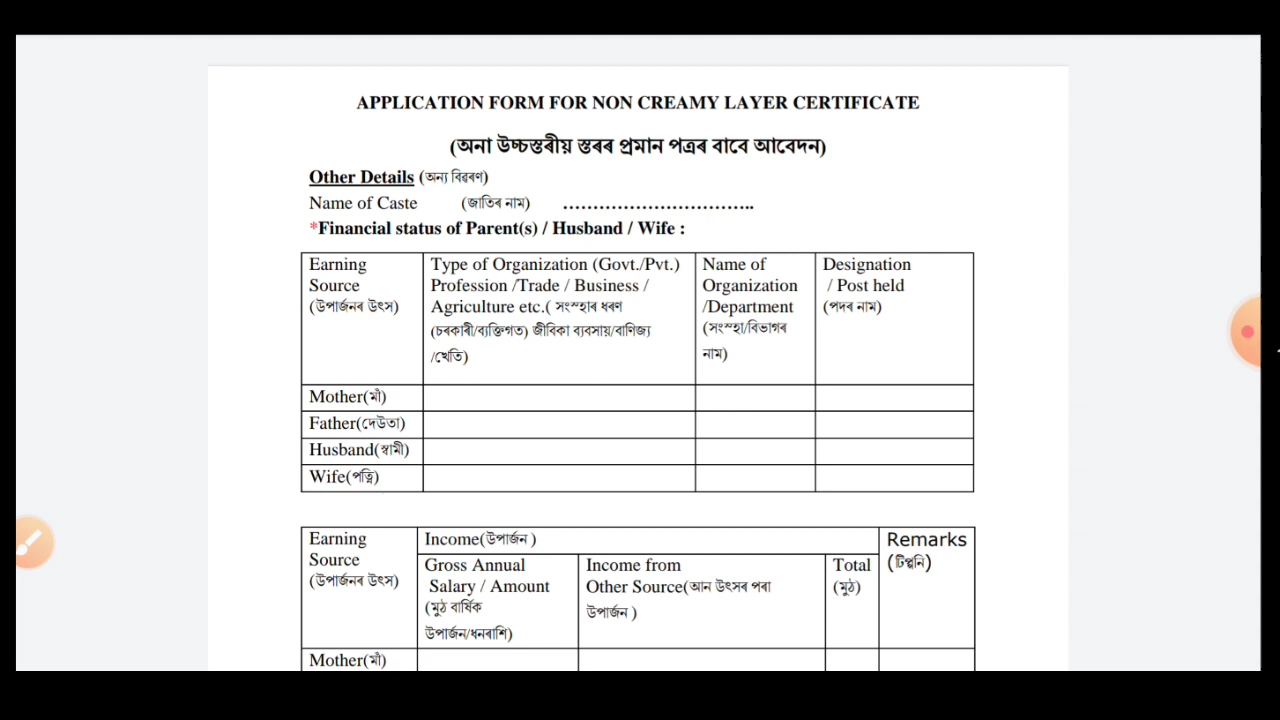 APPLICATION FORM FOR NON CREAMY LAYER CERTIFICATE
(অনা উচ্চস্তৰীয় স্তৰৰ প্ৰমান পত্ৰৰ বাবে আবেদন)
Other Details (অন্য বিৱৰণ)
Name of Caste (জাতিৰ নাম) ……………………………..
*Financial status of Parent(s) / Husband / Wife :
Earning
Source
(উপাৰ্জনৰ উৎস)
Type of Organization (Govt./Pvt.)
Profession /Trade / Business /
Agriculture etc.( সংস্হাৰ ধৰণ
(চৰকাৰী/ব্যক্তিগত) জীবিকা ব্যবসায়/বাণিজ্য
/খেতি)
Name of
Organization
/Department
(সংস্হা/বিভাগৰ
নাম)
Designation
/ Post held
(পদৰ নাম)
Mother(মাঁ)
Father(দেউতা)
Husband(স্বামী)
Wife(পত্নি)
Earning
Source
(উপাৰ্জনৰ উৎস)
Income(উপাৰ্জন )
Gross Annual
Salary / Amount
(মুঠ বাৰ্ষিক
উপাৰ্জন/ধনৰাশি)
Income from
Other Source(আন উৎসৰ পৰা
উপাৰ্জন )
Total
(মুঠ)
Remarks
(টিপ্পনি)
Mother(মাঁ)